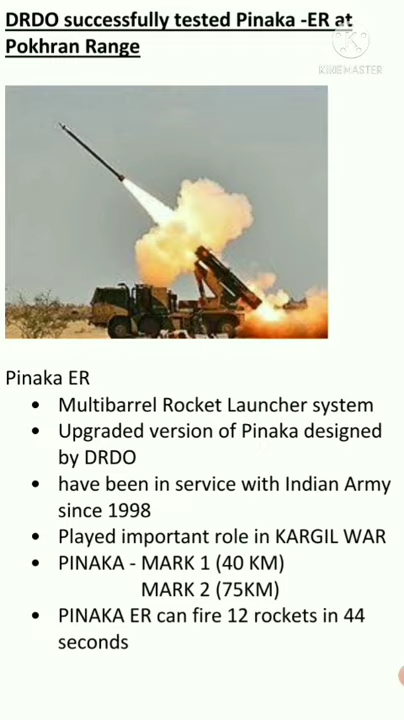 DRDO successfully tested Pinaka -ER at
Pokhran Range
KINEMASTER
Pinaka ER
• Multibarrel Rocket Launcher system
• Upgraded version of Pinaka designed
by DRDO
• have been in service with Indian Army
since 1998
• Played important role in KARGIL WAR
• PINAKA - MARK 1 (40 KM)
MARK 2 (75KM)
• PINAKA ER can fire 12 rockets in 44
seconds